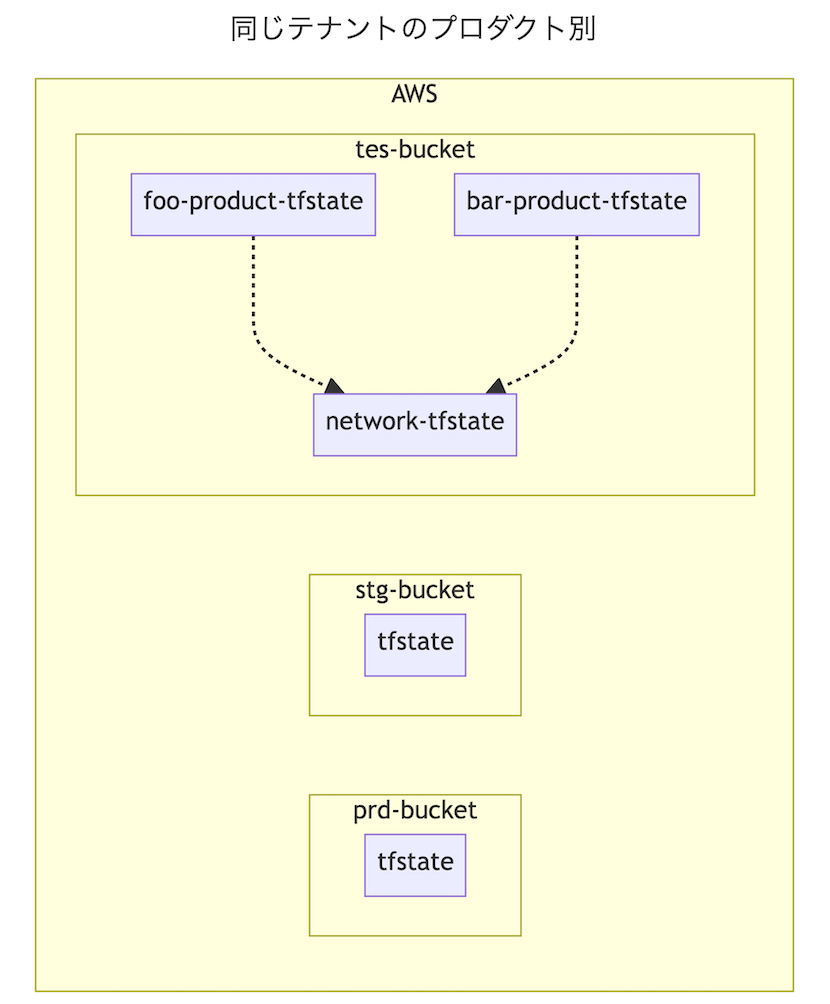 同じテナントのプロダクト別
AWS
tes-bucket
foo-product-tfstate
bar-product-tfstate
network-tfstate
stg-bucket
tfstate
prd-bucket
tfstate